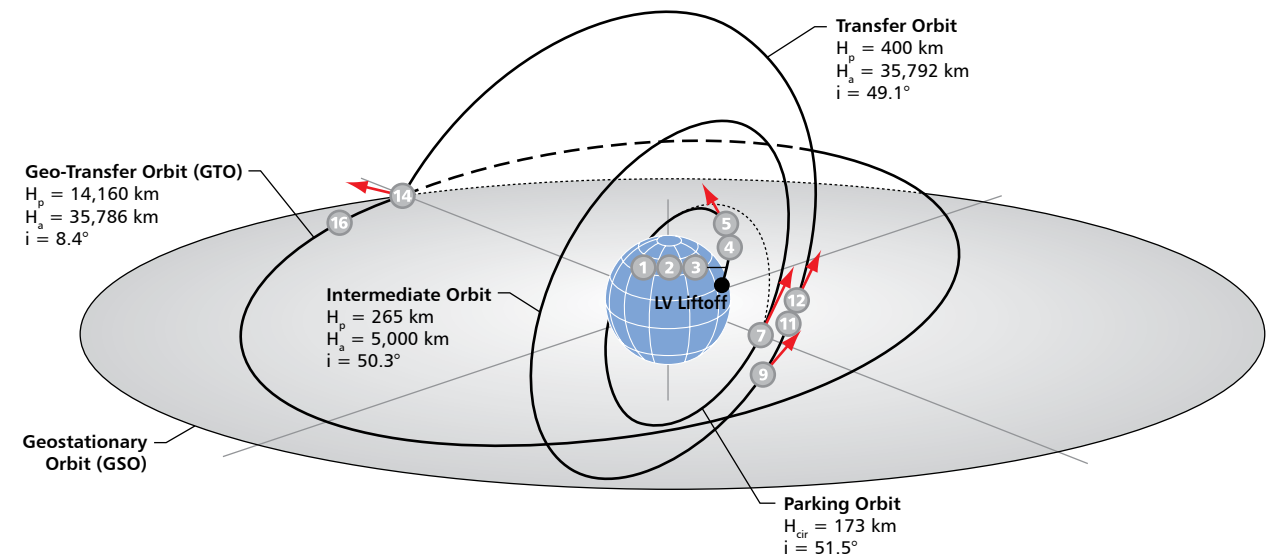 Transfer Orbit
Hp = 400 km
Ha = 35,792 km
i = 49.1°
Geo-Transfer Orbit (GTO)
Hp = 14,160 km
Ha = 35,786 km
i = 8.4°
14
16
5
4
1 2 3
LV Liftoff
Intermediate Orbit
Hp = 265 km
Ha = 5,000 km
i = 50.3°
12
11
7
9
Geostationary
Orbit (GSO)
Parking Orbit
Hcir = 173 km
i = 51.5°